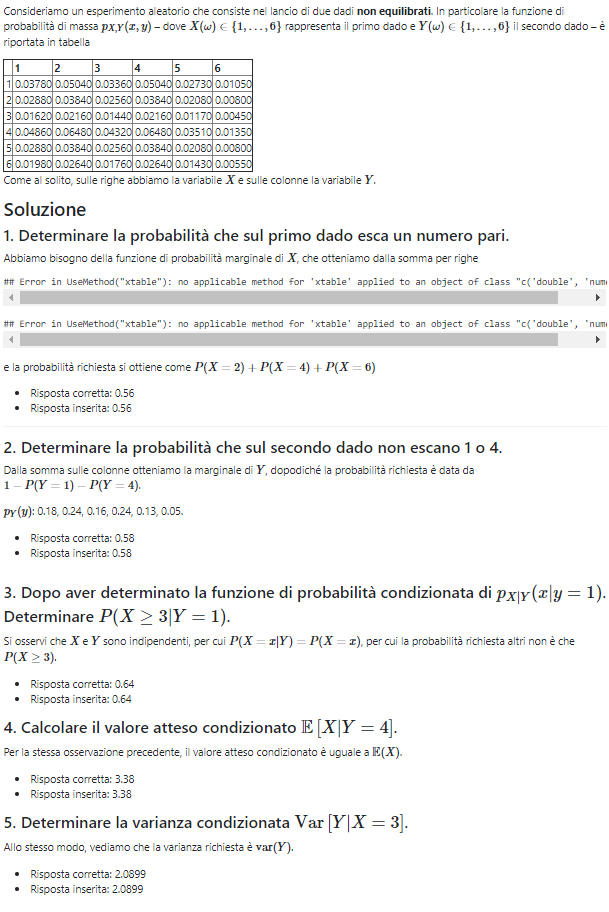 Consideriamo un esperimento aleatorio che consiste nel lancio di due dadi non equilibrati. In particolare la funzione di
probabilità di massa pX,Y(x, y) – dove X(ω) ∈ {1, …, 6} rappresenta il primo dado e Y(ω) ∈ {1, …, 6} il secondo dado – è
riportata in tabella
1 2 3 4 5 6
1 0.03780 0.05040 0.03360 0.05040 0.02730 0.01050
2 0.02880 0.03840 0.02560 0.03840 0.02080 0.00800
3 0.01620 0.02160 0.01440 0.02160 0.01170 0.00450
4 0.04860 0.06480 0.04320 0.06480 0.03510 0.01350
5 0.02880 0.03840 0.02560 0.03840 0.02080 0.00800
6 0.01980 0.02640 0.01760 0.02640 0.01430 0.00550
Come al solito, sulle righe abbiamo la variabile X e sulle colonne la variabile Y.
Soluzione
1. Determinare la probabilità che sul primo dado esca un numero pari.
Abbiamo bisogno della funzione di probabilità marginale di X, che otteniamo dalla somma per righe
## Error in UseMethod("xtable"): no applicable method for 'xtable' applied to an object of class "c('double', 'nume
## Error in UseMethod("xtable"): no applicable method for 'xtable' applied to an object of class "c('double', 'nume
e la probabilità richiesta si ottiene come P(X = 2) + P(X = 4) + P(X = 6)
• Risposta corretta: 0.56
• Risposta inserita: 0.56
2. Determinare la probabilità che sul secondo dado non escano 1 o 4.
Dalla somma sulle colonne otteniamo la marginale di Y, dopodiché la probabilità richiesta è data da
1 − P(Y = 1) − P(Y = 4).
pY(y): 0.18, 0.24, 0.16, 0.24, 0.13, 0.05.
• Risposta corretta: 0.58
• Risposta inserita: 0.58
3. Dopo aver determinato la funzione di probabilità condizionata di pX|Y(x|y = 1).
Determinare P(X ≥ 3|Y = 1).
Si osservi che X e Y sono indipendenti, per cui P(X = x|Y) = P(X = x), per cui la probabilità richiesta altri non è che
P(X ≥ 3).
• Risposta corretta: 0.64
• Risposta inserita: 0.64
4. Calcolare il valore atteso condizionato 𝔼 [X|Y = 4].
Per la stessa osservazione precedente, il valore atteso condizionato è uguale a 𝔼(X).
• Risposta corretta: 3.38
• Risposta inserita: 3.38
5. Determinare la varianza condizionata Var [Y|X = 3].
Allo stesso modo, vediamo che la varianza richiesta è var(Y).
• Risposta corretta: 2.0899
• Risposta inserita: 2.0899